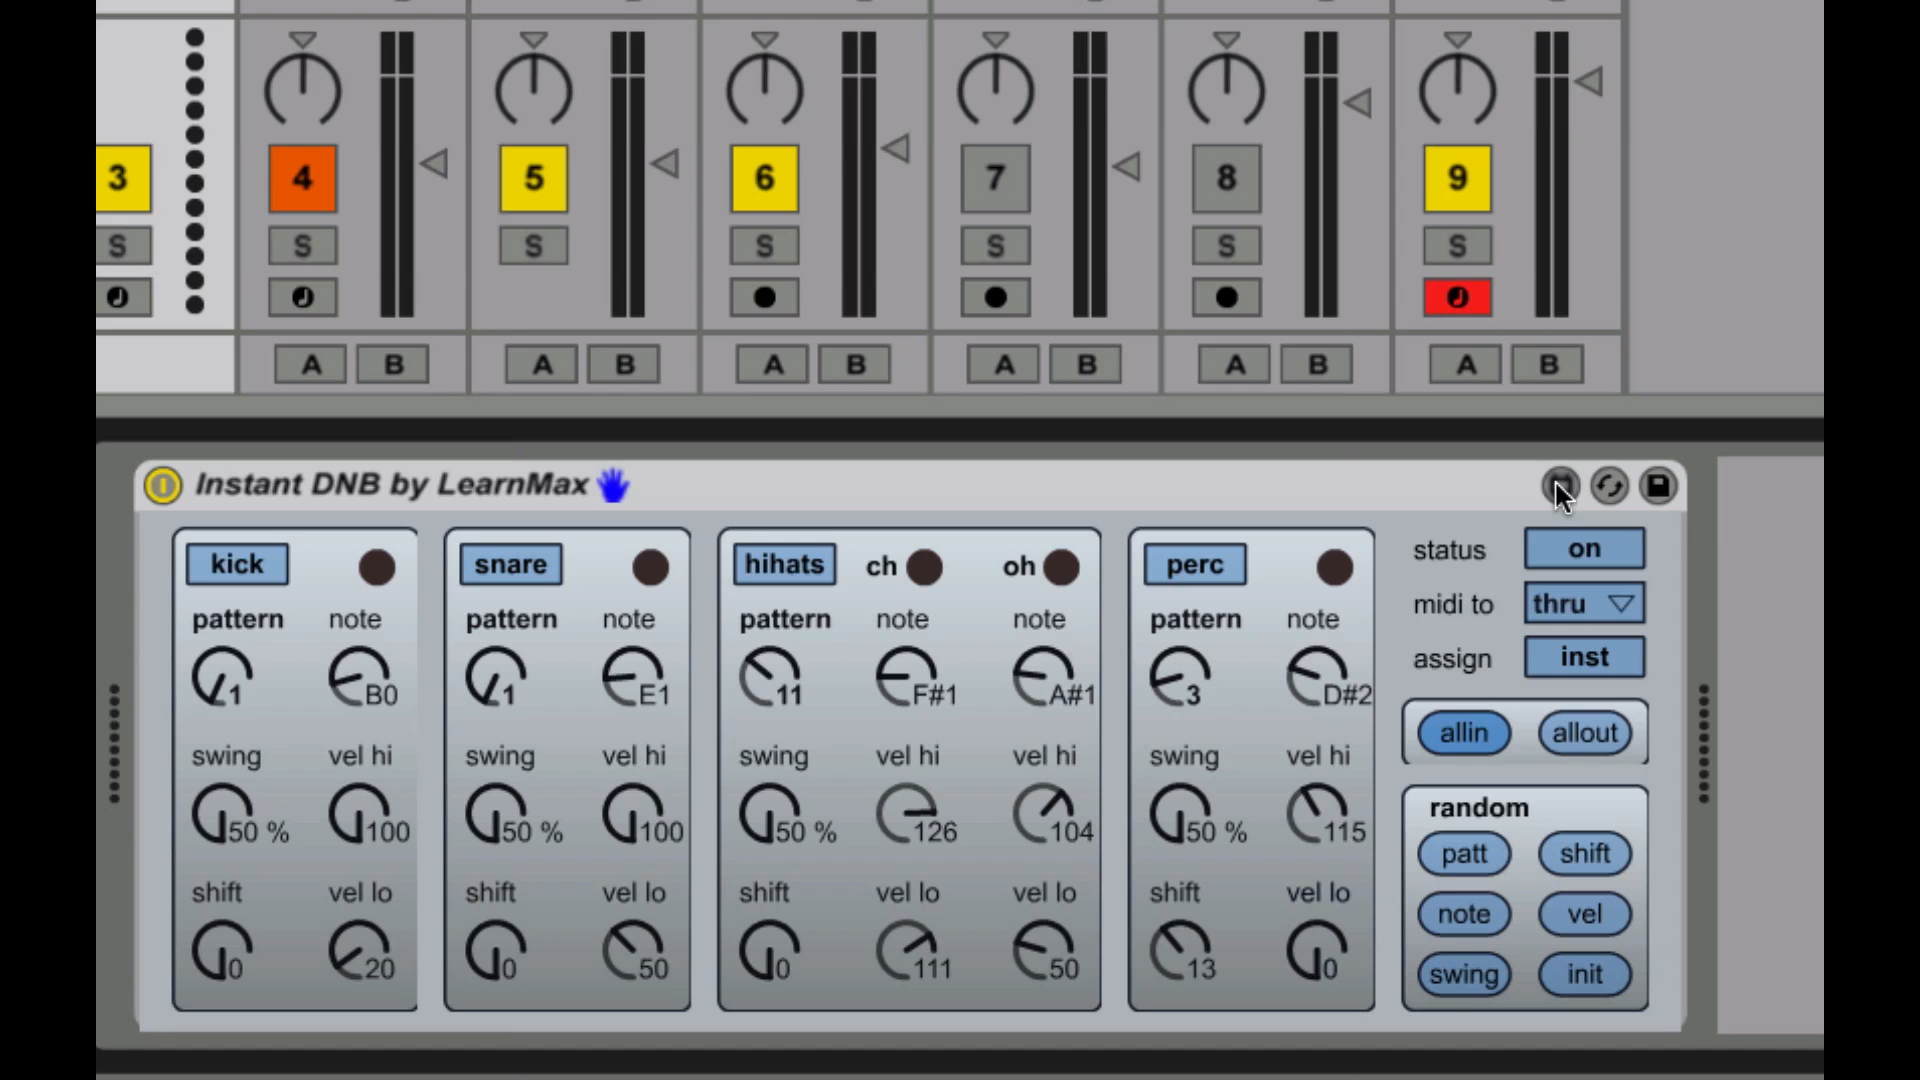 3 4 5 6 7 8 9
S S S S S S S
A B A B A B A B A B A B
Instant DNB by LearnMax
kick snare hihats ch oh perc status on
pattern note pattern note pattern note note pattern note midi to thru
1 B0 1 E1 11 F#1 A#1 3 D#2 assign inst
allin allout
swing vel hi swing vel hi swing vel hi vel hi swing vel hi
50 % 100 50 % 100 50 % 126 104 50 % 115
random
patt shift
shift vel lo shift vel lo shift vel lo vel lo shift vel lo
note vel
0 20 0 50 0 111 50 13 0
swing init